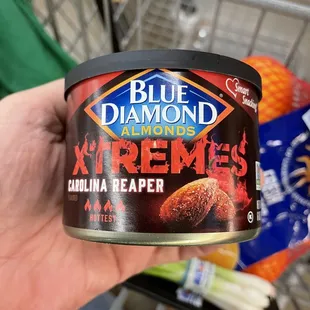 Smart
Snacking
BLUE
DIAMOND
ALMONDS
XTREMES
CAROLINA REAPER
HOTTEST